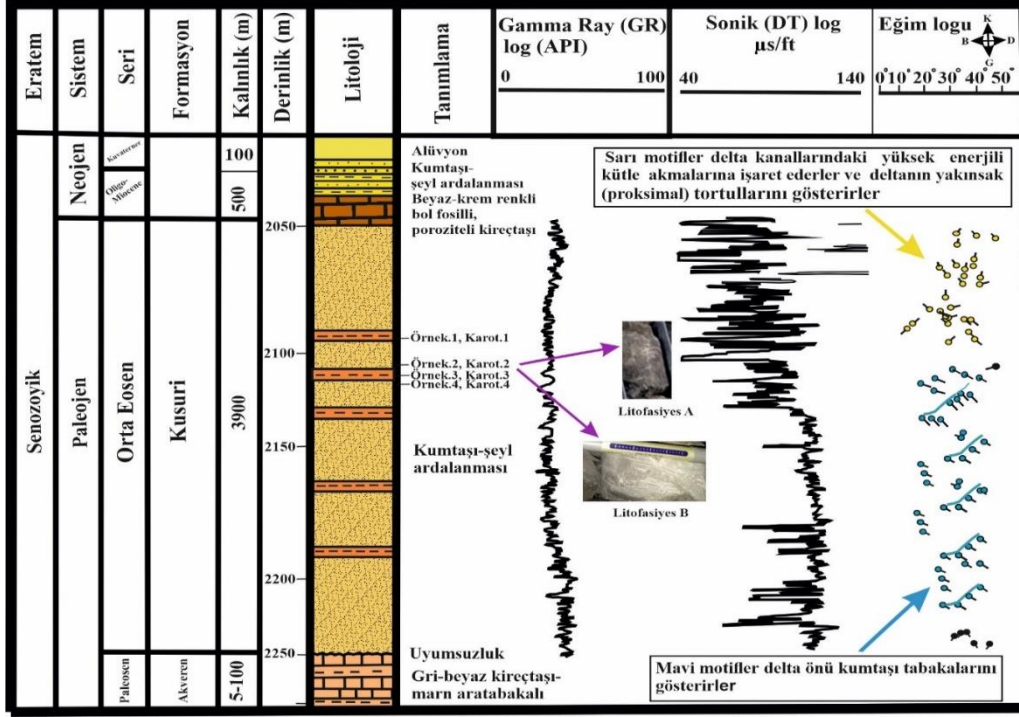 Eratem
Sistem
Seri
Formasyon
Kalınlık (m)
Derinlik (m)
Litoloji
Tanımlama
Gamma Ray (GR)
log (API)
0 100
Sonik (DT) log
µs/ft
40 140
Eğim logu
K
B D
G
0°10° 20° 30° 40° 50°
Senozoyik
Neojen
Paleojen
Kuvaterner
Oligo-
Miocene
Orta Eosen
Paleosen
Kusuri
Akveren
100
500
3900
5-100
2050
2100
2150
2200
2250
Alüvyon
Kumtaşı-
şeyl ardalanması
Beyaz-krem renkli
bol fosilli,
poroziteli kireçtaşı
Örnek.1, Karot.1
Örnek.2, Karot.2
Örnek.3, Karot.3
Örnek.4, Karot.4
Kumtaşı-şeyl
ardalanması
Uyumsuzluk
Gri-beyaz kireçtaşı-
marn aratabakalı
Litofasiyes A
Litofasiyes B
Sarı motifler delta kanallarındaki yüksek enerjili
kütle akmalarına işaret ederler ve deltanın yakınsak
(proksimal) tortullarını gösterirler
Mavi motifler delta önü kumtaşı tabakalarını
gösterirler